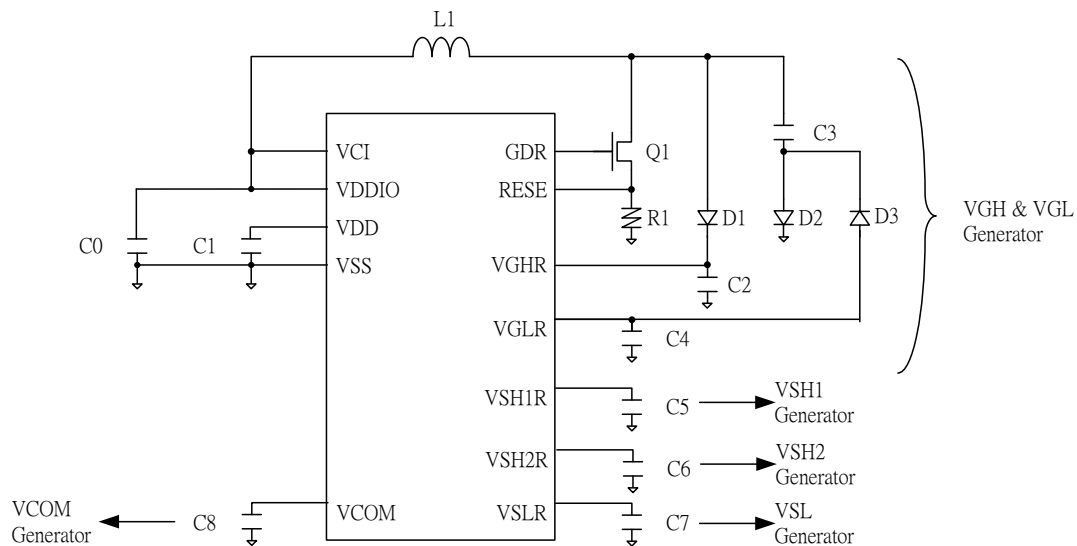 L1
VCI
GDR
Q1
C3
VDDIO
RESE
VDD
R1
D1
D2
D3
VGH & VGL
Generator
C0
C1
VSS
VGHR
C2
VGLR
C4
VSH1R
C5
VSH1
Generator
VSH2R
C6
VSH2
Generator
VCOM
Generator
C8
VCOM
VSLR
C7
VSL
Generator